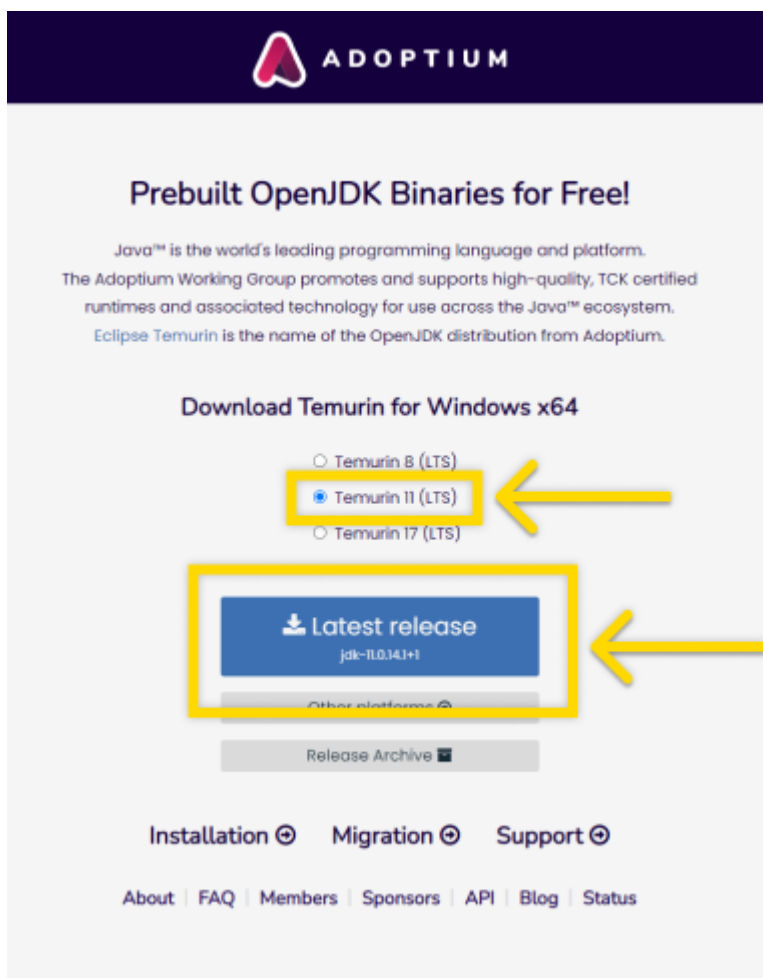 ADOPTIUM
Prebuilt OpenJDK Binaries for Free!
Java™ is the world's leading programming language and platform.
The Adoptium Working Group promotes and supports high-quality, TCK certified
runtimes and associated technology for use across the Java™ ecosystem.
Eclipse Temurin is the name of the OpenJDK distribution from Adoptium.
Download Temurin for Windows x64
Temurin 8 (LTS)
Temurin 11 (LTS)
Temurin 17 (LTS)
Latest release
jdk-11.0.14.1+1
Other platforms
Release Archive
Installation Migration Support
About | FAQ | Members | Sponsors | API | Blog | Status